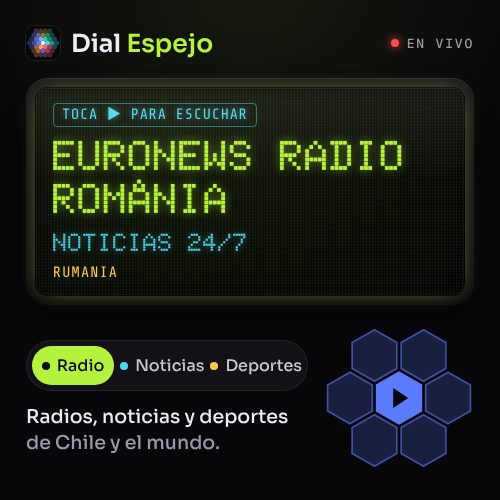 Dial Espejo
EN VIVO
TOCA ▶ PARA ESCUCHAR
EURONEWS RADIO
ROMÂNIA
NOTICIAS 24/7
RUMANIA
Radio Noticias Deportes
Radios, noticias y deportes
de Chile y el mundo.